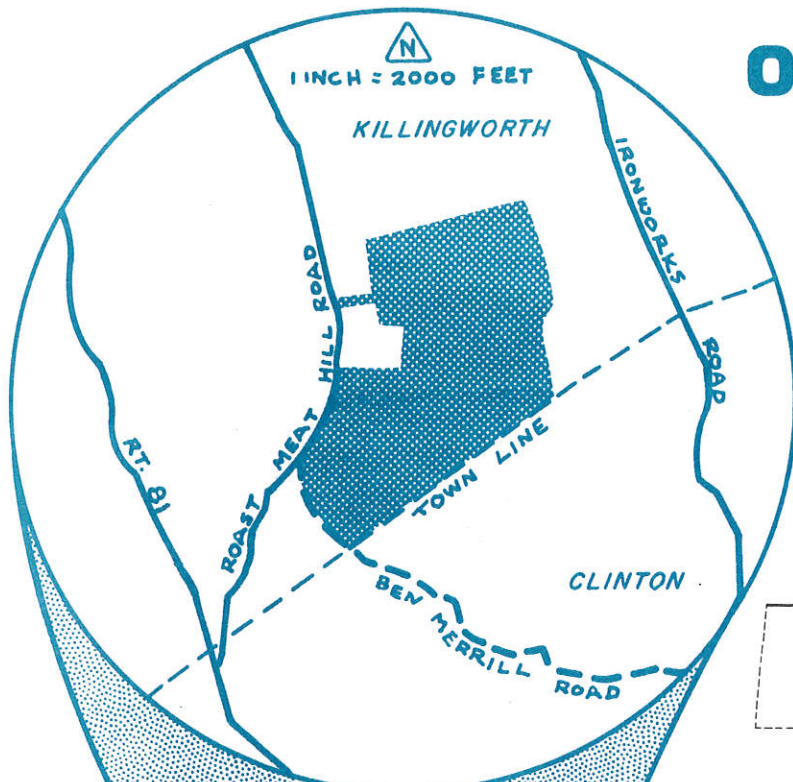 O
N
1 INCH = 2000 FEET
KILLINGWORTH
IRONWORKS ROAD
ROAST MEAT HILL ROAD
RT. 81
TOWN LINE
CLINTON
BEN MERRILL ROAD